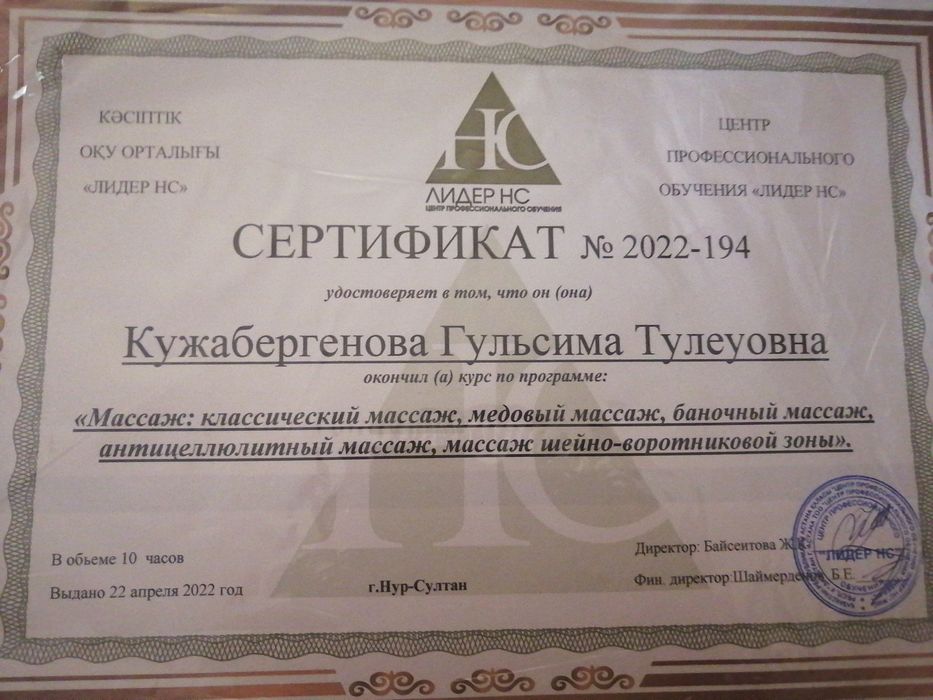 КӘСІПТІК
ОҚУ ОРТАЛЫҒЫ
«ЛИДЕР НС»
НС
ЛИДЕР НС
ЦЕНТР ПРОФЕССИОНАЛЬНОГО ОБУЧЕНИЯ
ЦЕНТР
ПРОФЕССИОНАЛЬНОГО
ОБУЧЕНИЯ «ЛИДЕР НС»
СЕРТИФИКАТ № 2022-194
удостоверяет в том, что он (она)
Кужабергенова Гульсима Тулеуовна
окончил (а) курс по программе:
«Массаж: классический массаж, медовый массаж, баночный массаж,
антицеллюлитный массаж, массаж шейно-воротниковой зоны».
В обьеме 10 часов
Выдано 22 апреля 2022 год
г.Нур-Султан
Директор: Байсеитова Ж.
Фин. директор:Шаймерденов Б.Е.
"ЛИДЕР НС"